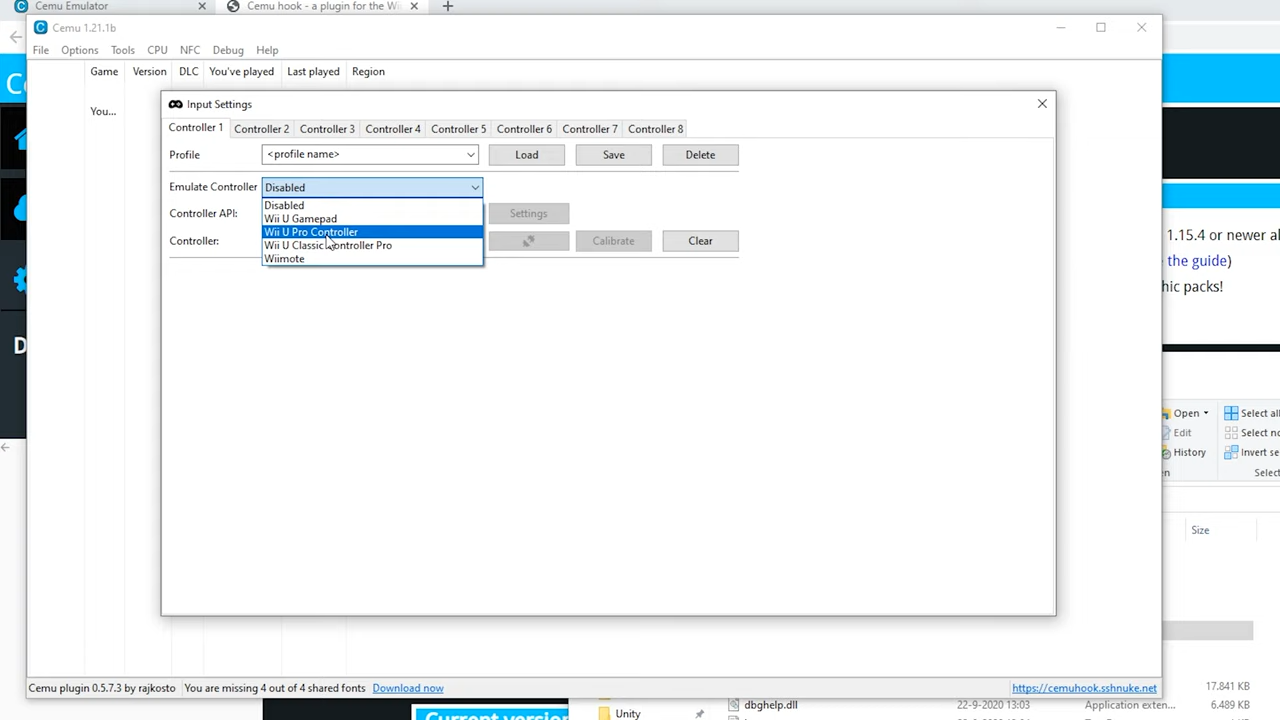 Cemu Emulator
Cemu hook - a plugin for the Wii
Cemu 1.21.1b
File Options Tools CPU NFC Debug Help
Game Version DLC You've played Last played Region
You...
Input Settings
Controller 1 Controller 2 Controller 3 Controller 4 Controller 5 Controller 6 Controller 7 Controller 8
Profile <profile name> Load Save Delete
Emulate Controller Disabled
Disabled
Wii U Gamepad
Wii U Pro Controller
Wii U Classic Controller Pro
Wiimote
Controller API: Settings
Controller: Calibrate Clear
1.15.4 or newer al
the guide)
hic packs!
Open Select all
Edit Select no
History Invert se
Select
Size
17.841 KB
dbghelp.dll 22-9-2020 13:03 Application exten... 6.489 KB
Unity
Cemu plugin 0.5.7.3 by rajkosto You are missing 4 out of 4 shared fonts Download now https://cemuhook.sshnuke.net
Current version